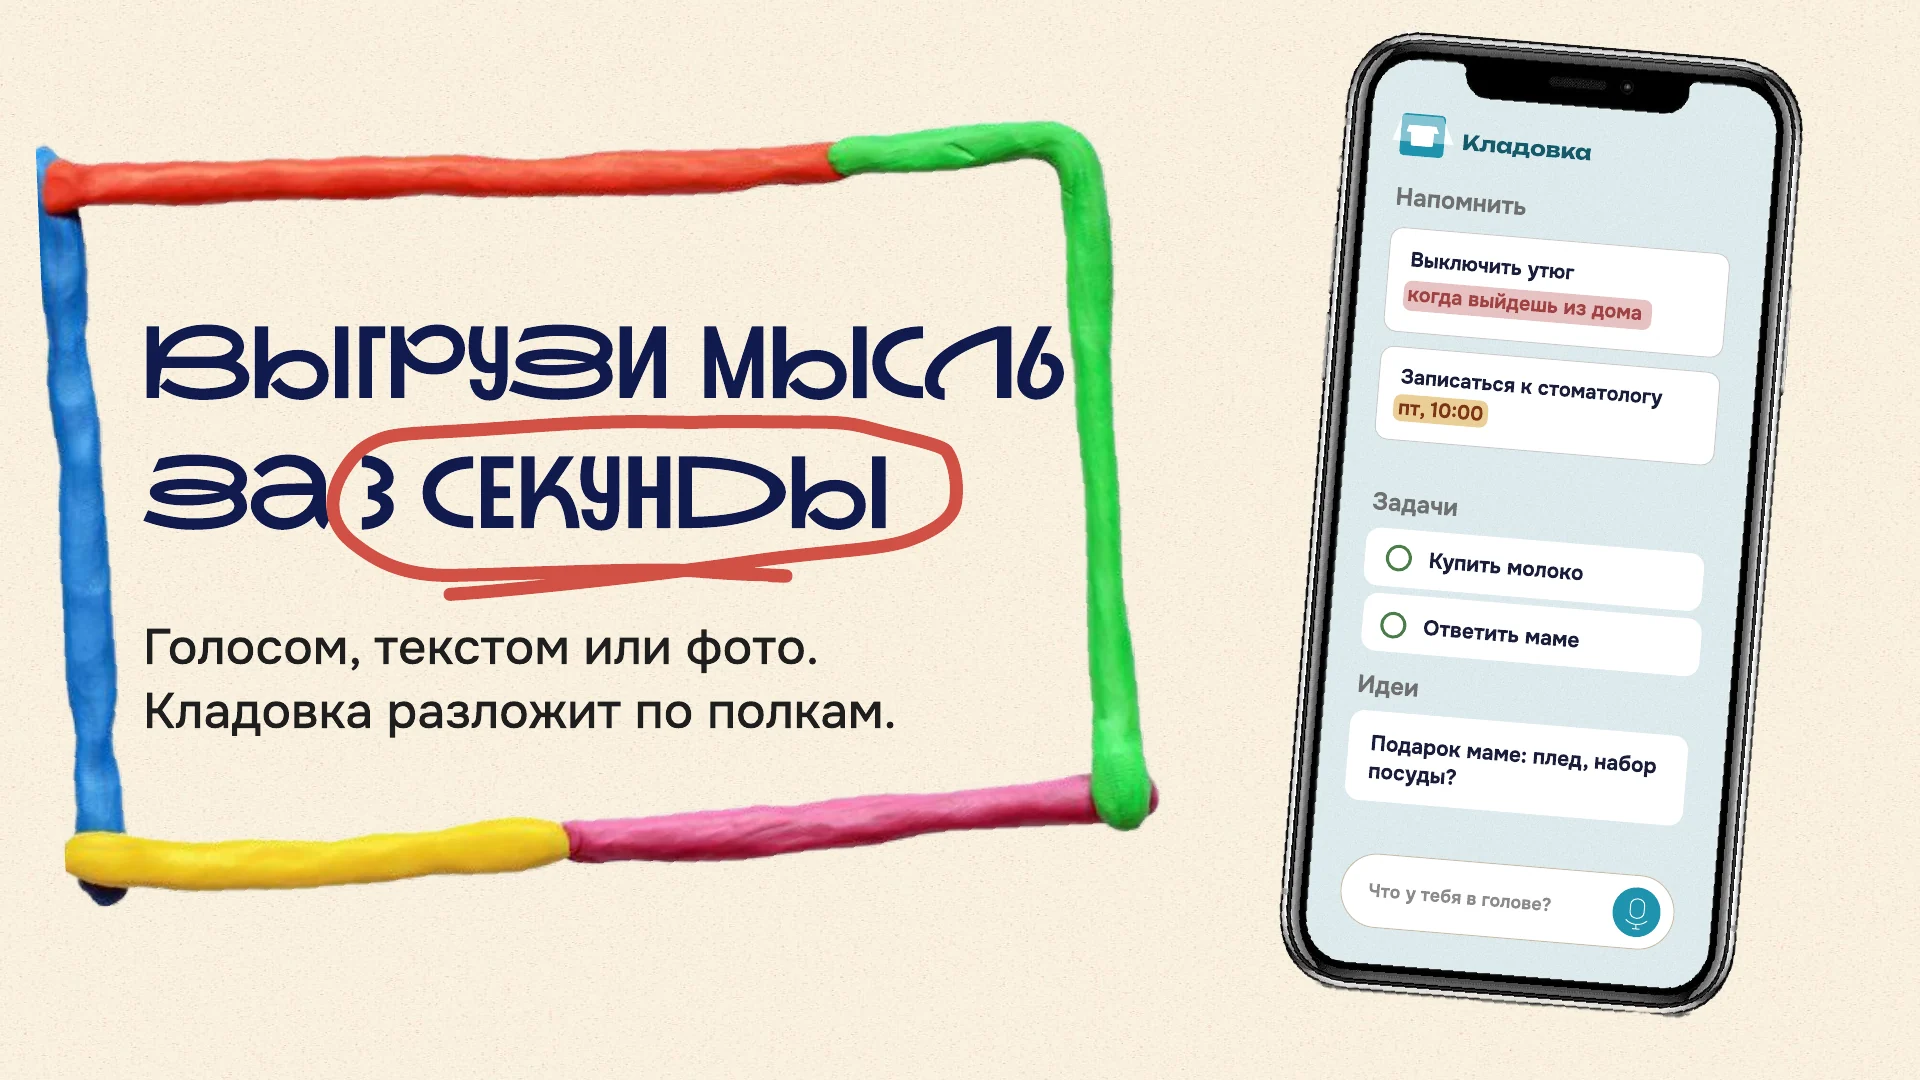 ВЫГРУЗИ МЫСЛЬ
ЗА 3 СЕКУНДЫ
Голосом, текстом или фото.
Кладовка разложит по полкам.
Кладовка
Напомнить
Выключить утюг
когда выйдешь из дома
Записаться к стоматологу
пт, 10:00
Задачи
Купить молоко
Ответить маме
Идеи
Подарок маме: плед, набор
посуды?
Что у тебя в голове?